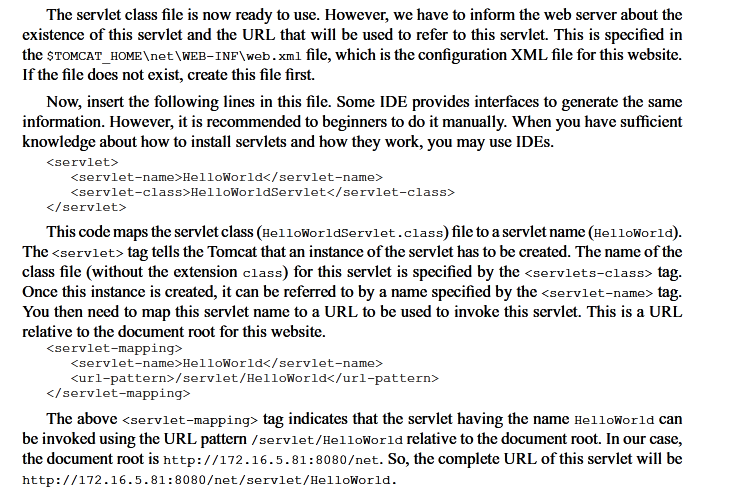 The servlet class file is now ready to use. However, we have to inform the web server about the
existence of this servlet and the URL that will be used to refer to this servlet. This is specified in
the $TOMCAT_HOME\net\WEB-INF\web.xml file, which is the configuration XML file for this website.
If the file does not exist, create this file first.
Now, insert the following lines in this file. Some IDE provides interfaces to generate the same
information. However, it is recommended to beginners to do it manually. When you have sufficient
knowledge about how to install servlets and how they work, you may use IDEs.
<servlet>
<servlet-name>HelloWorld</servlet-name>
<servlet-class>HelloWorldServlet</servlet-class>
</servlet>
This code maps the servlet class (HelloWorldServlet.class) file to a servlet name (HelloWorld).
The <servlet> tag tells the Tomcat that an instance of the servlet has to be created. The name of the
class file (without the extension class) for this servlet is specified by the <servlets-class> tag.
Once this instance is created, it can be referred to by a name specified by the <servlet-name> tag.
You then need to map this servlet name to a URL to be used to invoke this servlet. This is a URL
relative to the document root for this website.
<servlet-mapping>
<servlet-name>HelloWorld</servlet-name>
<url-pattern>/servlet/HelloWorld</url-pattern>
</servlet-mapping>
The above <servlet-mapping> tag indicates that the servlet having the name HelloWorld can
be invoked using the URL pattern /servlet/HelloWorld relative to the document root. In our case,
the document root is http://172.16.5.81:8080/net. So, the complete URL of this servlet will be
http://172.16.5.81:8080/net/servlet/HelloWorld.